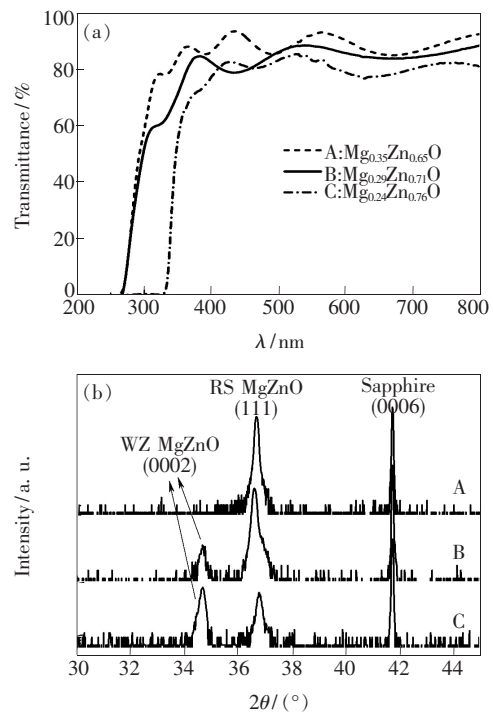 (a)
100
80
60
40
20
0
Transmittance/%
A:Mg0.35Zn0.65O
B:Mg0.29Zn0.71O
C:Mg0.24Zn0.76O
200 300 400 500 600 700 800
λ/nm
(b)
RS MgZnO
(111)
Sapphire
(0006)
WZ MgZnO
(0002)
A
B
C
Intensity/a. u.
30 32 34 36 38 40 42 44
2θ/(°)